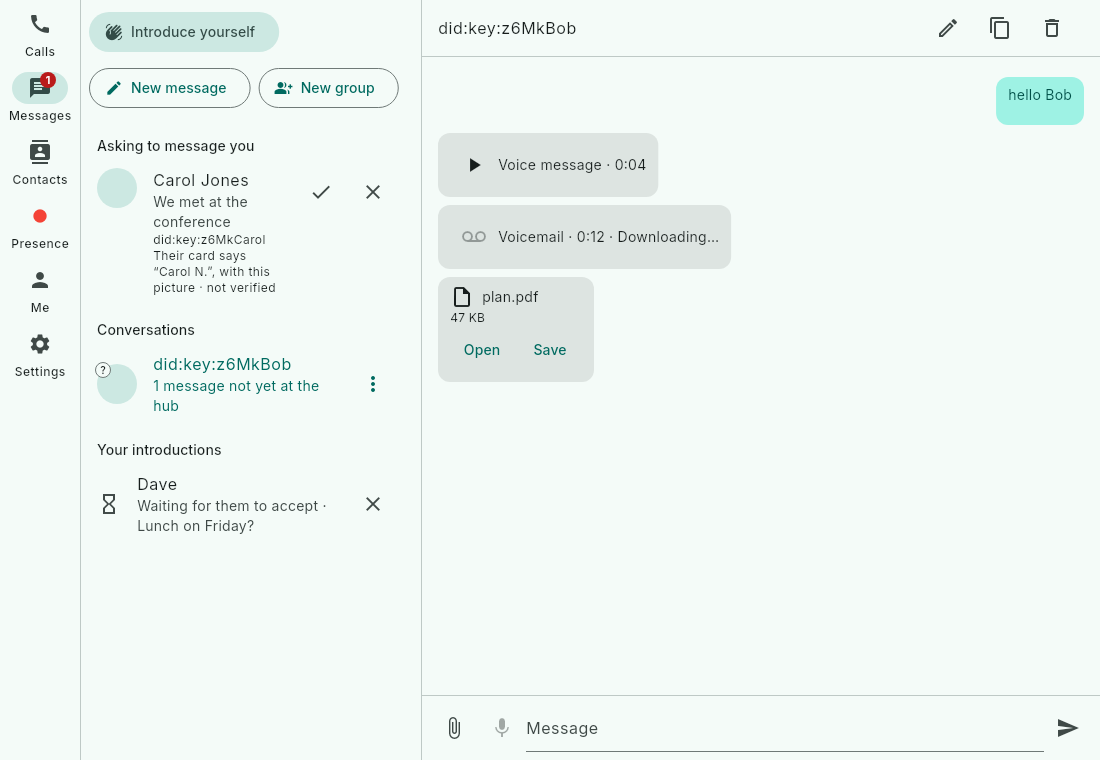 Calls
1
Messages
Contacts
Presence
Me
Settings
Introduce yourself
New message
New group
Asking to message you
Carol Jones
We met at the
conference
did:key:z6MkCarol
Their card says
“Carol N.”, with this
picture · not verified
Conversations
?
did:key:z6MkBob
1 message not yet at the
hub
Your introductions
Dave
Waiting for them to accept ·
Lunch on Friday?
did:key:z6MkBob
hello Bob
Voice message · 0:04
Voicemail · 0:12 · Downloading…
plan.pdf
47 KB
Open
Save
Message